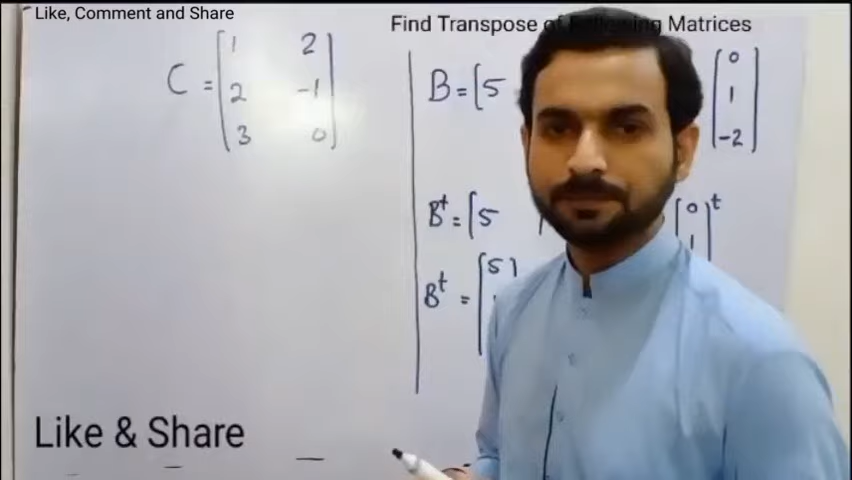 Like, Comment and Share
Find Transpose of Following Matrices
C = [1 2
2 -1
3 0]
B = [5
[0
1
-2]
Bᵗ = [5
[0
1]ᵗ
Bᵗ = [5]
Like & Share